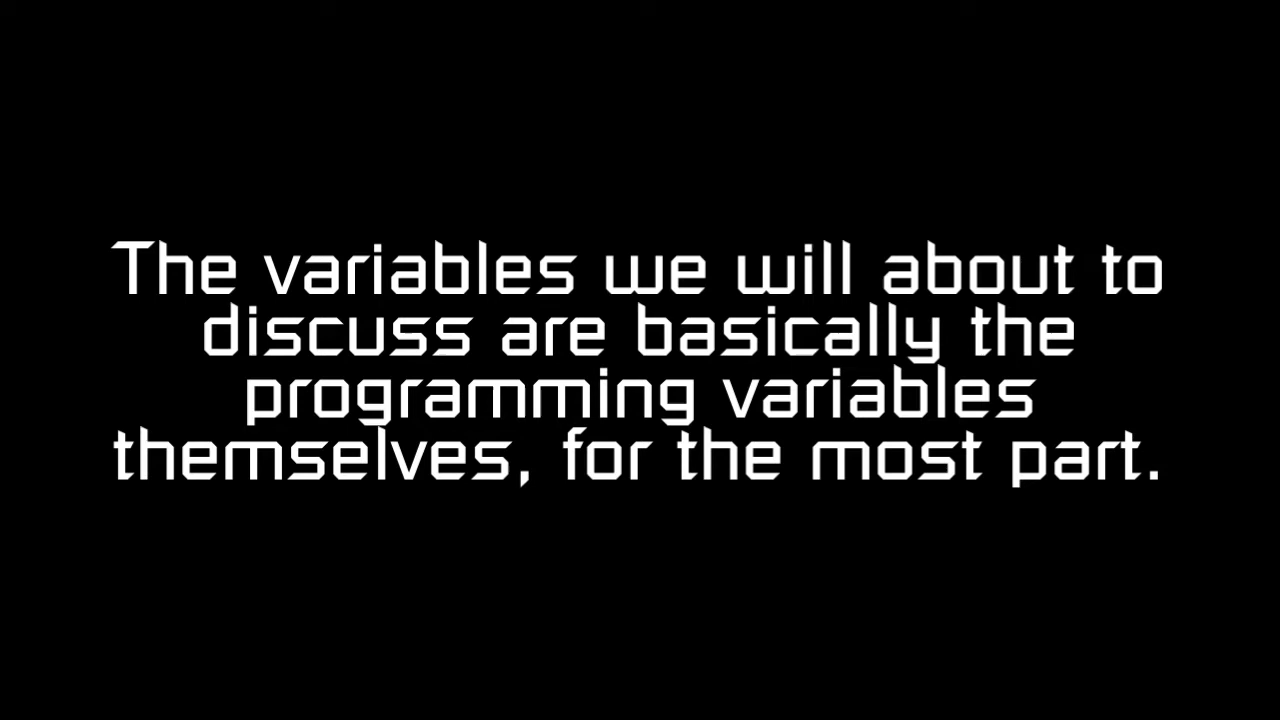 The variables we will about to
discuss are basically the
programming variables
themselves, for the most part.